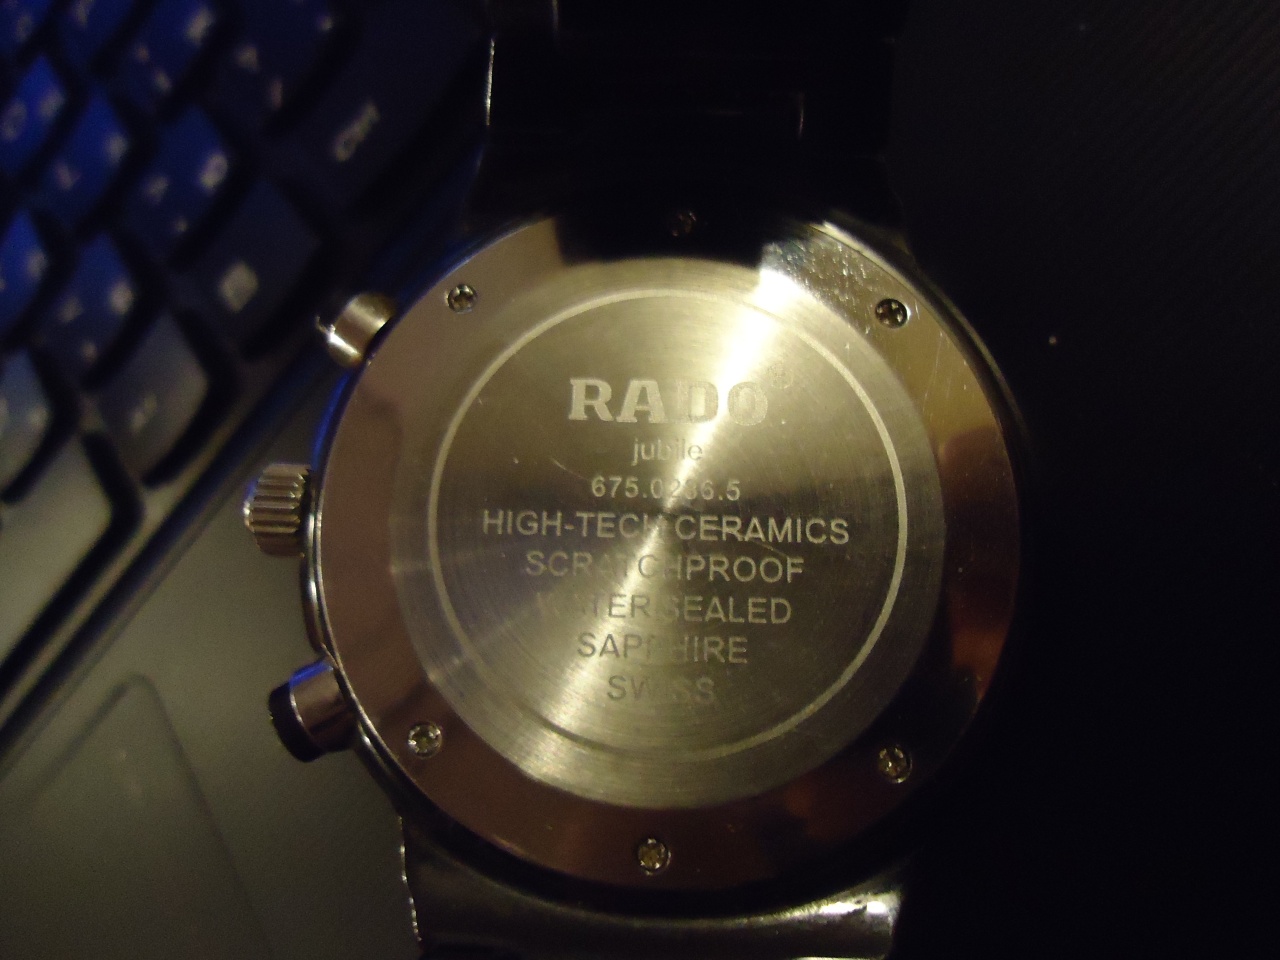 RADO®
jubile
675.0236.5
HIGH-TECH CERAMICS
SCRATCHPROOF
WATER SEALED
SAPPHIRE
SWISS